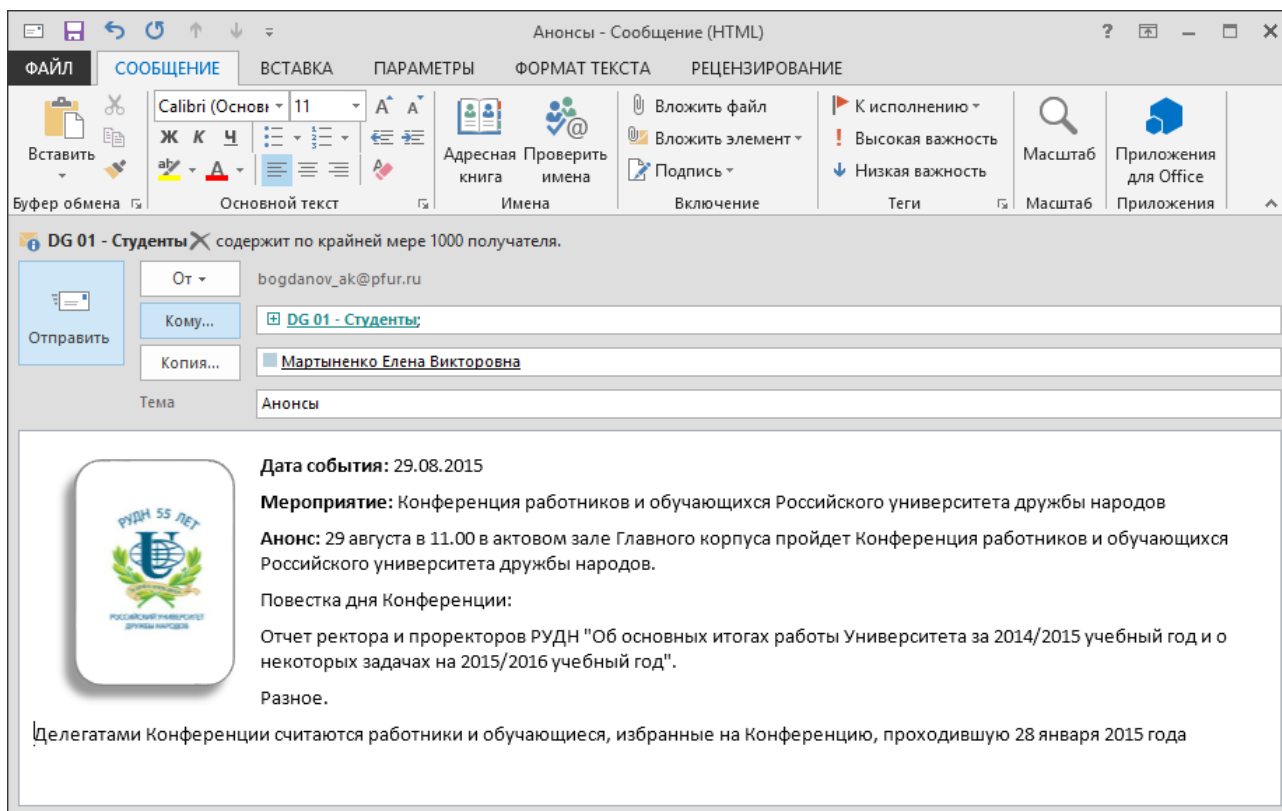 Анонсы - Сообщение (HTML)
?
ФАЙЛ СООБЩЕНИЕ ВСТАВКА ПАРАМЕТРЫ ФОРМАТ ТЕКСТА РЕЦЕНЗИРОВАНИЕ
Вставить
Буфер обмена
Calibri (Основ 11 A A
Ж К Ч
aby A
Основной текст
Адресная книга
Проверить имена
Имена
Вложить файл
Вложить элемент
Подпись
Включение
К исполнению
Высокая важность
Низкая важность
Теги
Масштаб
Масштаб
Приложения для Office
Приложения
DG 01 - Студенты содержит по крайней мере 1000 получателя.
Отправить
От bogdanov_ak@pfur.ru
Кому... DG 01 - Студенты;
Копия... Мартыненко Елена Викторовна
Тема Анонсы
РУДН 55 ЛЕТ
РОССИЙСКИЙ УНИВЕРСИТЕТ
ДРУЖБЫ НАРОДОВ
Дата события: 29.08.2015
Мероприятие: Конференция работников и обучающихся Российского университета дружбы народов
Анонс: 29 августа в 11.00 в актовом зале Главного корпуса пройдет Конференция работников и обучающихся
Российского университета дружбы народов.
Повестка дня Конференции:
Отчет ректора и проректоров РУДН "Об основных итогах работы Университета за 2014/2015 учебный год и о
некоторых задачах на 2015/2016 учебный год".
Разное.
Делегатами Конференции считаются работники и обучающиеся, избранные на Конференцию, проходившую 28 января 2015 года